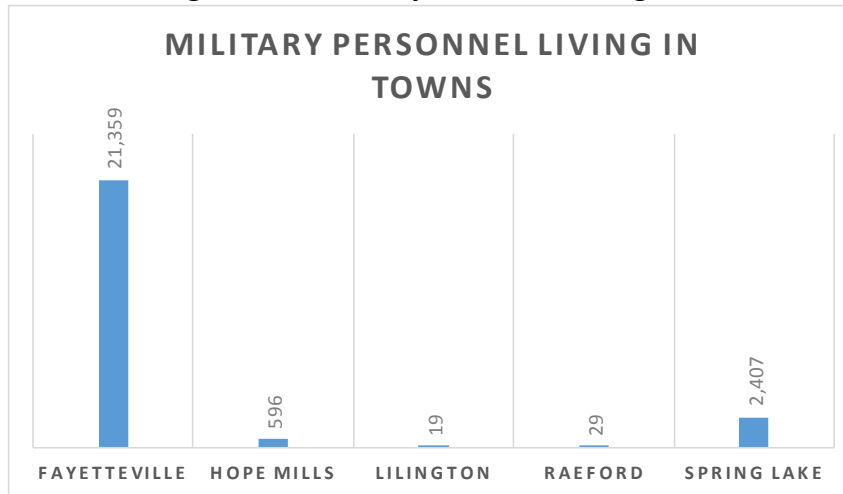 MILITARY PERSONNEL LIVING IN
TOWNS
21,359
596
19
29
2,407
FAYETTEVILLE HOPE MILLS LILINGTON RAEFORD SPRING LAKE